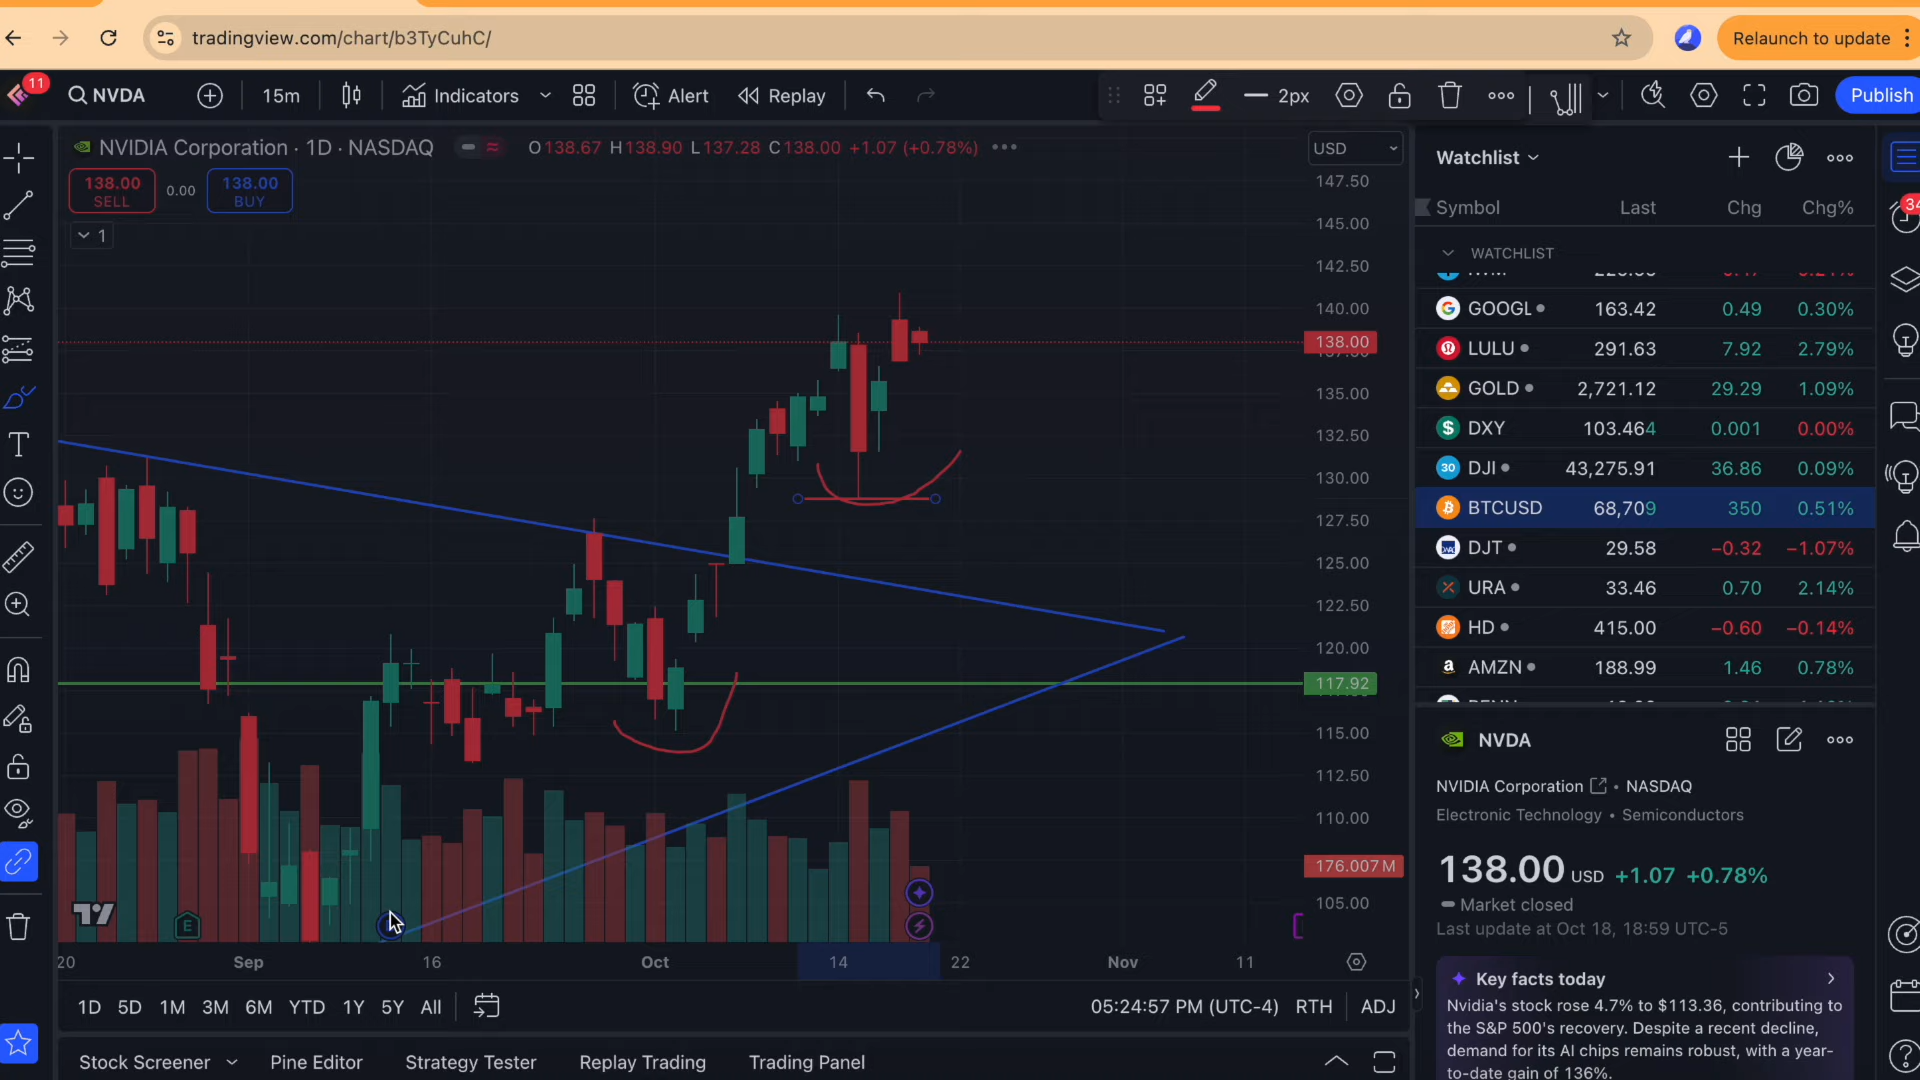 tradingview.com/chart/b3TyCuhC/
Relaunch to update
11
NVDA
15m
Indicators
Alert
Replay
2px
Publish
NVIDIA Corporation · 1D · NASDAQ
O138.67 H138.90 L137.28 C138.00 +1.07 (+0.78%)
USD
138.00
SELL
0.00
138.00
BUY
1
147.50
145.00
142.50
140.00
138.00
135.00
132.50
130.00
127.50
125.00
122.50
120.00
117.92
115.00
112.50
110.00
176.007M
105.00
E
20 Sep 16 Oct 14 22 Nov 11
1D 5D 1M 3M 6M YTD 1Y 5Y All
05:24:57 PM (UTC-4) RTH ADJ
Stock Screener Pine Editor Strategy Tester Replay Trading Trading Panel
Watchlist
34
Symbol Last Chg Chg%
WATCHLIST
GOOGL 163.42 0.49 0.30%
LULU 291.63 7.92 2.79%
GOLD 2,721.12 29.29 1.09%
DXY 103.464 0.001 0.00%
30 DJI 43,275.91 36.86 0.09%
BTCUSD 68,709 350 0.51%
DJT 29.58 −0.32 −1.07%
URA 33.46 0.70 2.14%
HD 415.00 −0.60 −0.14%
AMZN 188.99 1.46 0.78%
NVDA
NVIDIA Corporation • NASDAQ
Electronic Technology • Semiconductors
138.00 USD +1.07 +0.78%
Market closed
Last update at Oct 18, 18:59 UTC-5
Key facts today
Nvidia's stock rose 4.7% to $113.36, contributing to
the S&P 500's recovery. Despite a recent decline,
demand for its AI chips remains robust, with a year-
to-date gain of 136%.